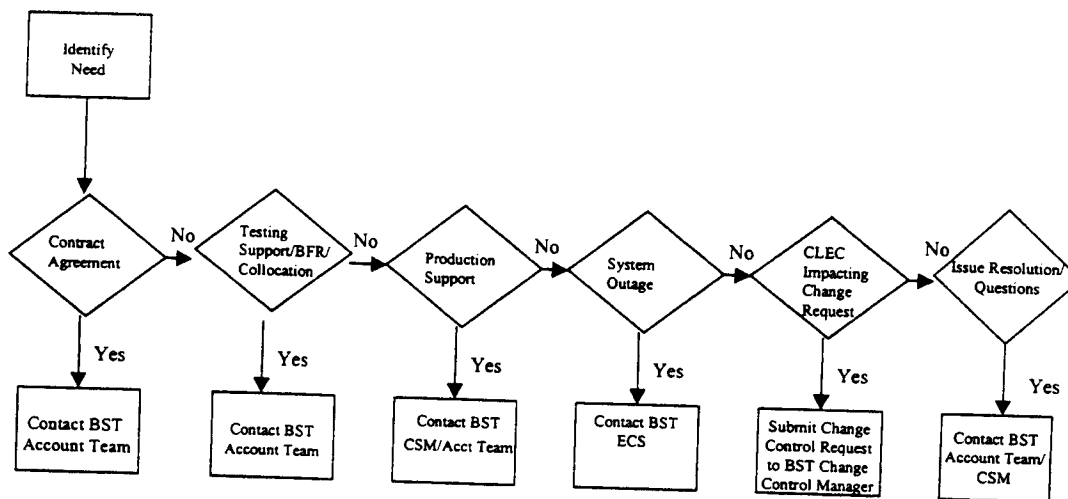 Identify
Need
Contract
Agreement
No
Testing
Support/BFR/
Collocation
No
Production
Support
No
System
Outage
No
CLEC
Impacting
Change
Request
No
Issue Resolution/
Questions
Yes
Yes
Yes
Yes
Yes
Yes
Contact BST
Account Team
Contact BST
Account Team
Contact BST
CSM/Acct Team
Contact BST
ECS
Submit Change
Control Request
to BST Change
Control Manager
Contact BST
Account Team/
CSM